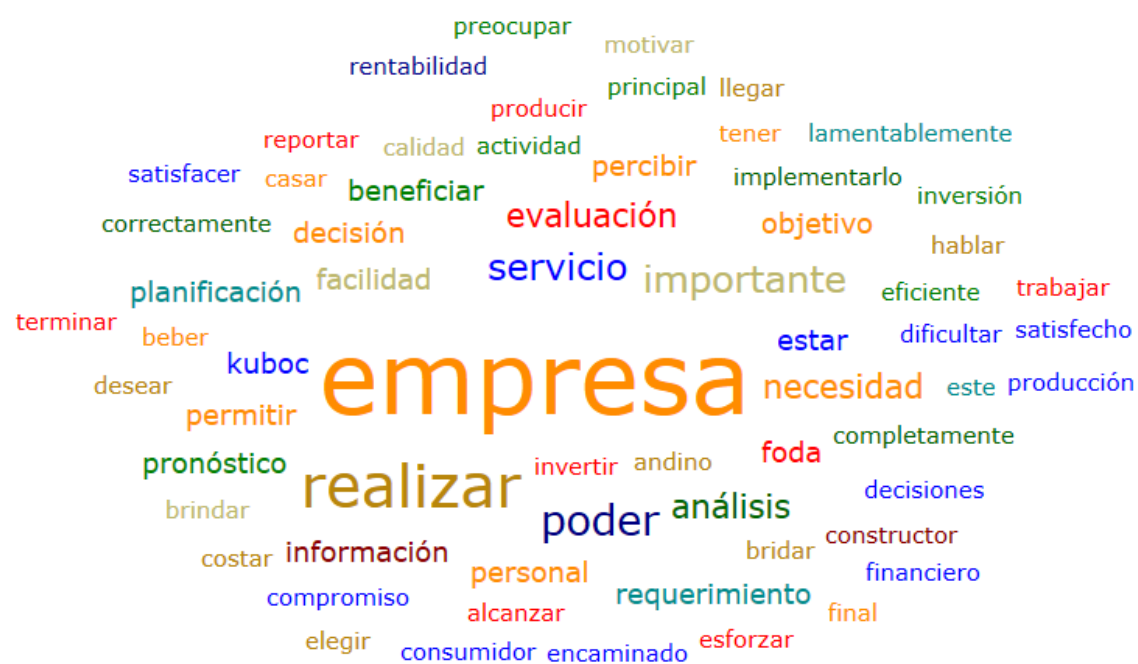 preocupar
motivar
rentabilidad
principal llegar
producir
reportar calidad actividad tener lamentablemente
satisfacer casar beneficiar percibir implementarlo inversión
correctamente decisión evaluación objetivo hablar
planificación facilidad servicio importante eficiente trabajar
terminar beber kuboc empresa estar dificultar satisfecho
desear permitir necesidad este producción
pronóstico realizar invertir andino foda completamente
brindar poder análisis decisiones
costar información personal bridar constructor
compromiso alcanzar requerimiento final financiero
elegir consumidor encaminado esforzar